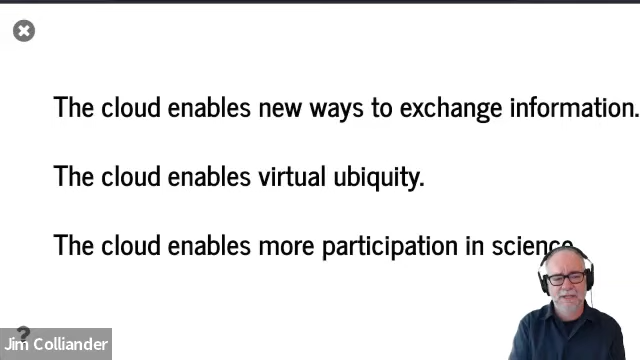 The cloud enables new ways to exchange information.
The cloud enables virtual ubiquity.
The cloud enables more participation in science
?
Jim Colliander